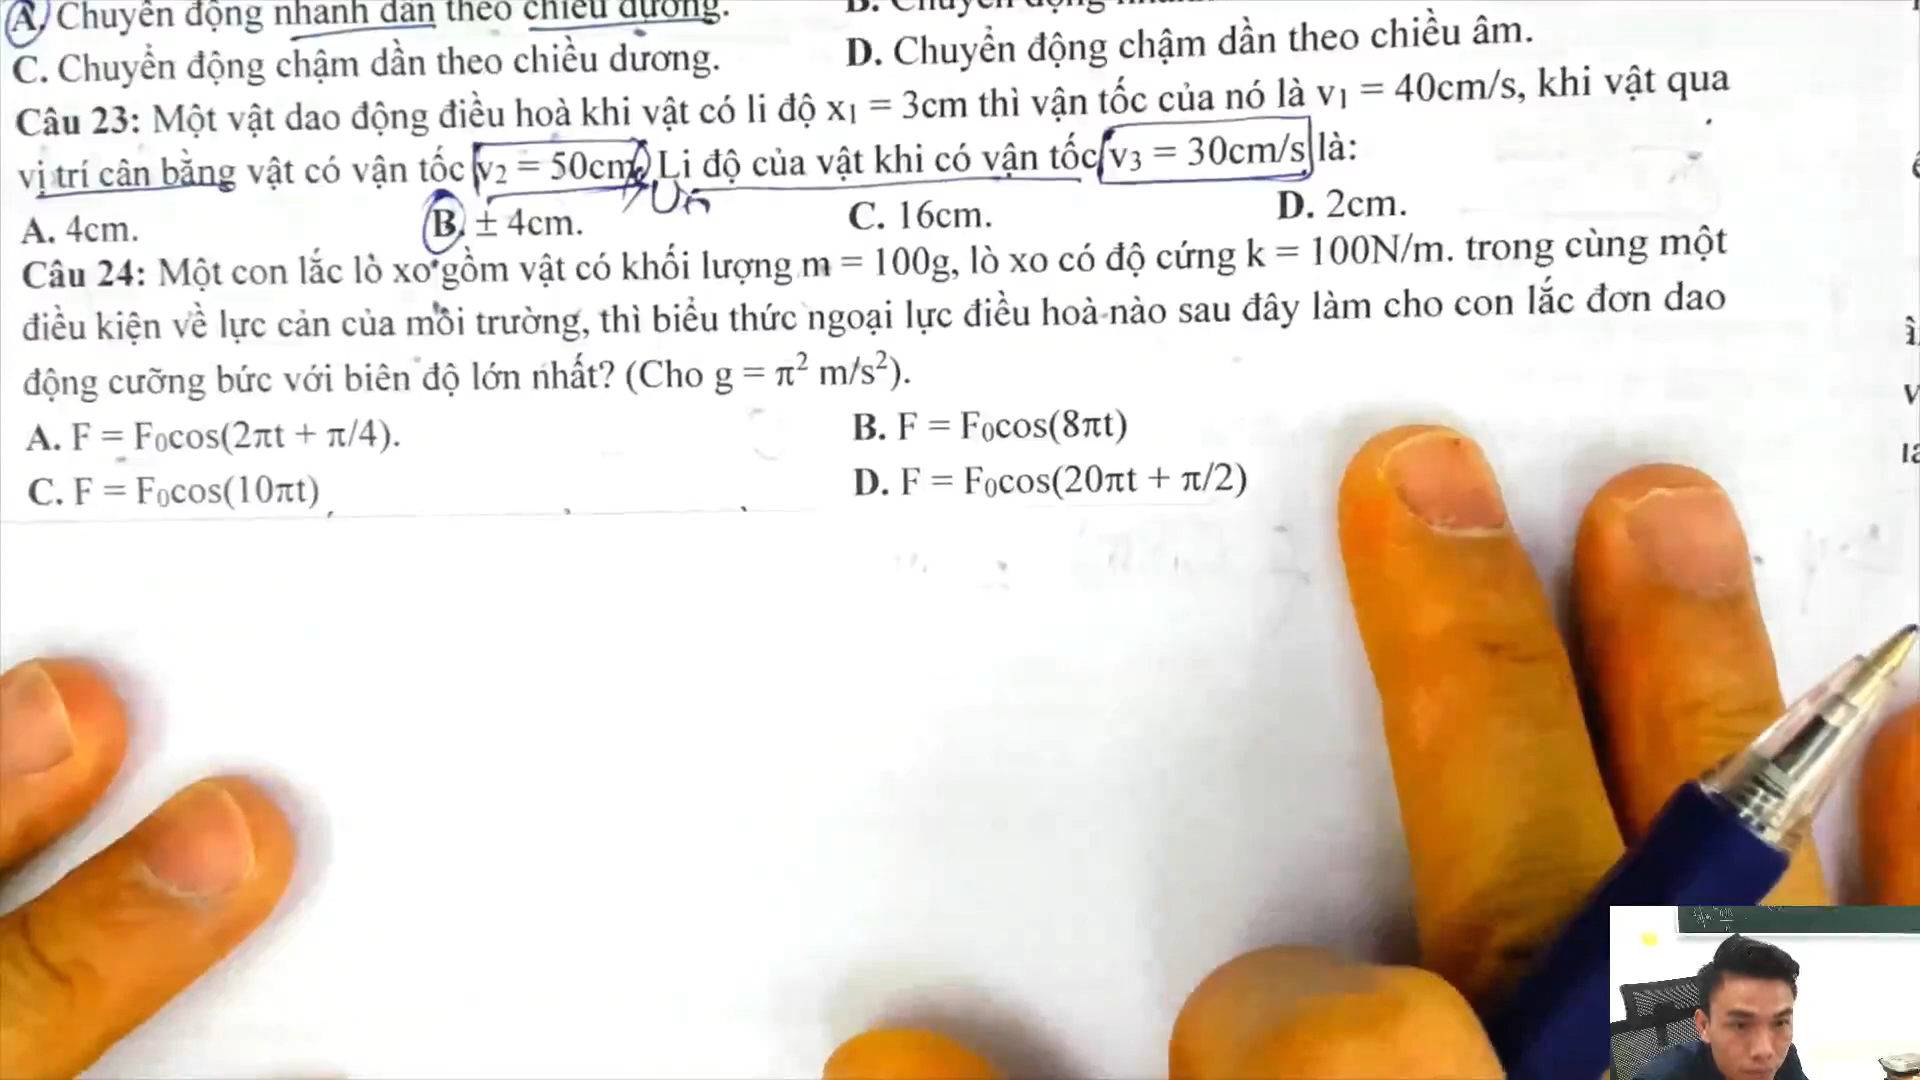 A. Chuyển động nhanh dần theo chiều dương.
C. Chuyển động chậm dần theo chiều dương. D. Chuyển động chậm dần theo chiều âm.
Câu 23: Một vật dao động điều hoà khi vật có li độ x₁ = 3cm thì vận tốc của nó là v₁ = 40cm/s, khi vật qua
vị trí cân bằng vật có vận tốc v₂ = 50cm. Li độ của vật khi có vận tốc v₃ = 30cm/s là:
A. 4cm. B. ± 4cm. C. 16cm. D. 2cm.
Câu 24: Một con lắc lò xo gồm vật có khối lượng m = 100g, lò xo có độ cứng k = 100N/m. trong cùng một
điều kiện về lực cản của môi trường, thì biểu thức ngoại lực điều hoà nào sau đây làm cho con lắc đơn dao
động cưỡng bức với biên độ lớn nhất? (Cho g = π² m/s²).
A. F = F₀cos(2πt + π/4). B. F = F₀cos(8πt)
C. F = F₀cos(10πt) D. F = F₀cos(20πt + π/2)